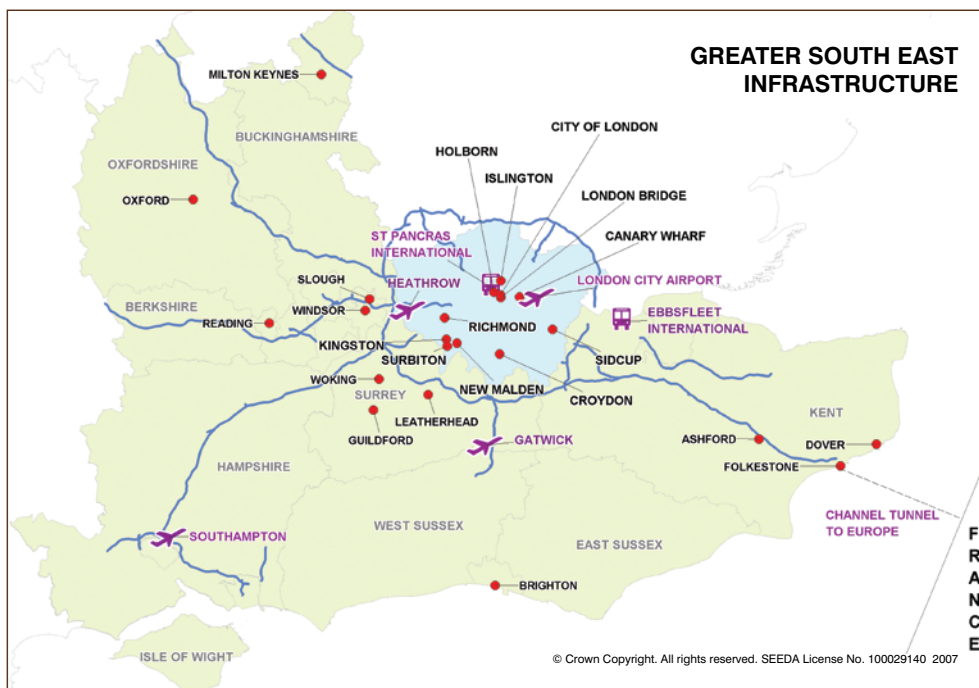 GREATER SOUTH EAST
INFRASTRUCTURE
MILTON KEYNES
BUCKINGHAMSHIRE
OXFORDSHIRE
OXFORD
CITY OF LONDON
HOLBORN
ISLINGTON
LONDON BRIDGE
CANARY WHARF
ST PANCRAS
INTERNATIONAL
LONDON CITY AIRPORT
SLOUGH
HEATHROW
BERKSHIRE
WINDSOR
READING
EBBSFLEET
INTERNATIONAL
RICHMOND
KINGSTON
SURBITON
SIDCUP
WOKING
SURREY
NEW MALDEN
CROYDON
LEATHERHEAD
GUILDFORD
KENT
GATWICK
ASHFORD
DOVER
FOLKESTONE
HAMPSHIRE
CHANNEL TUNNEL
TO EUROPE
WEST SUSSEX
SOUTHAMPTON
EAST SUSSEX
F
R
A
N
C
E
BRIGHTON
ISLE OF WIGHT
© Crown Copyright. All rights reserved. SEEDA License No. 100029140 2007